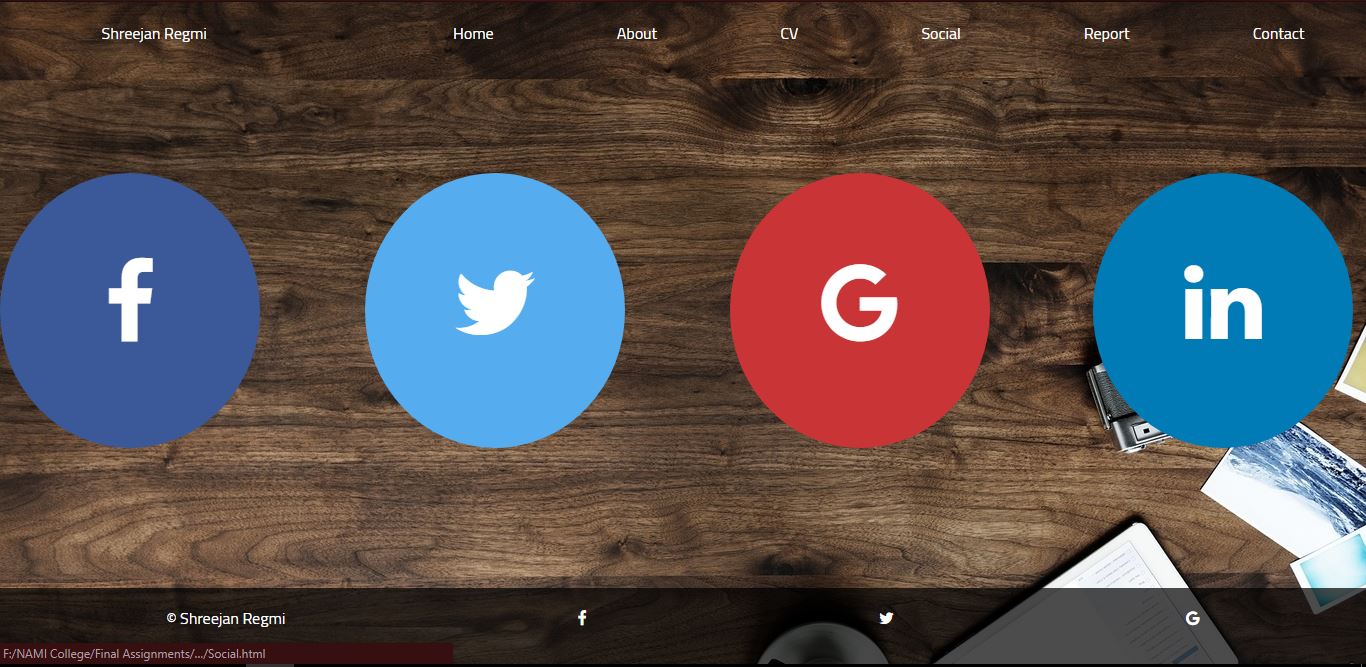 Shreejan Regmi Home About CV Social Report Contact
f G in
© Shreejan Regmi f G
F:/NAMI College/Final Assignments/.../Social.html